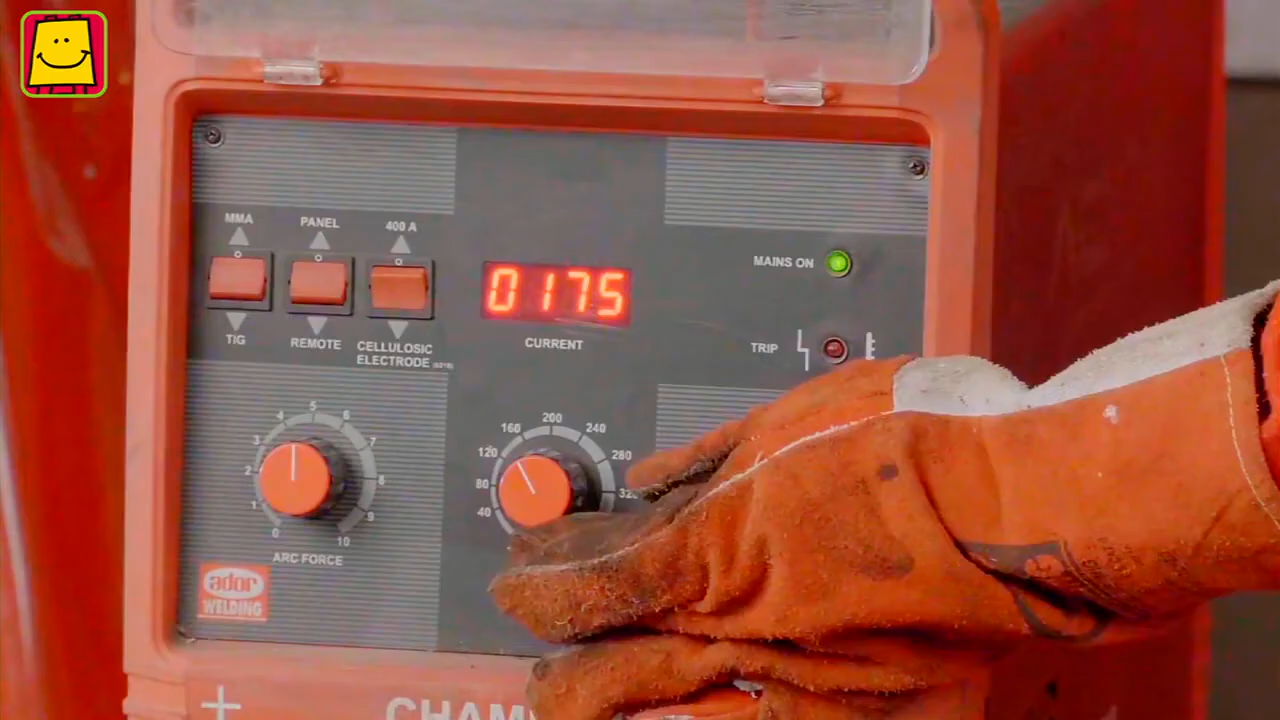 MMA
PANEL
400 A
TIG
REMOTE
CELLULOSIC
ELECTRODE
0175
CURRENT
MAINS ON
TRIP
0
1
2
3
4
5
6
7
8
9
10
ARC FORCE
40
80
120
160
200
240
280
ador
WELDING
+
CHAM